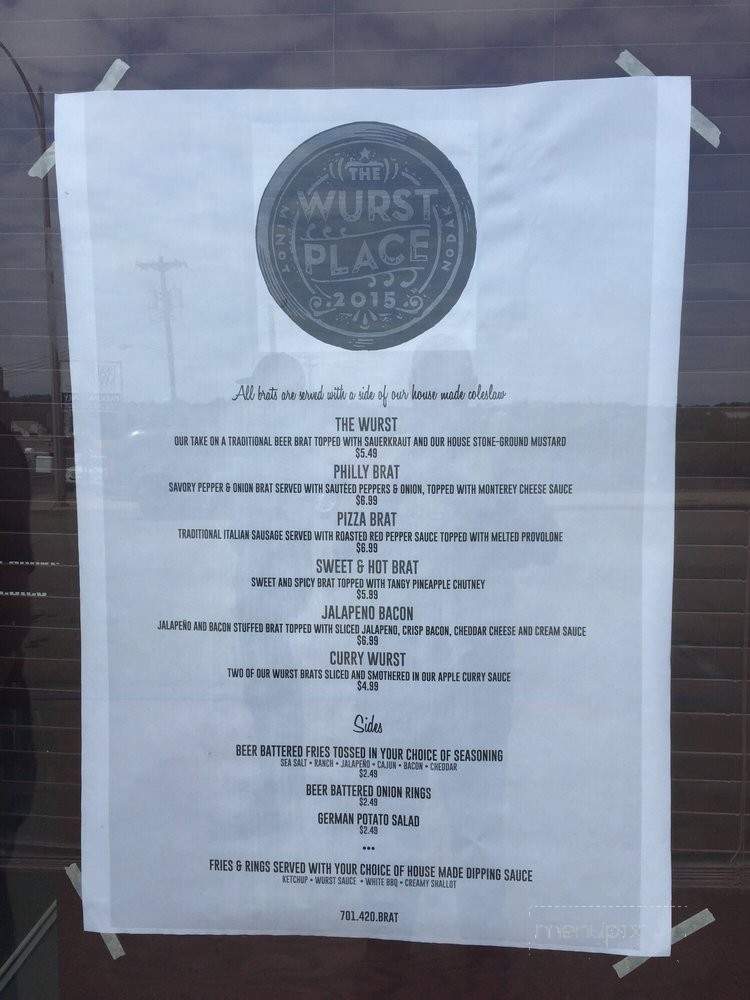 THE
WURST
PLACE
MINOT
N DAKOTA
2015
All brats are served with a side of our house made coleslaw
THE WURST
OUR TAKE ON A TRADITIONAL BEER BRAT TOPPED WITH SAUERKRAUT AND OUR HOUSE STONE-GROUND MUSTARD
$5.49
PHILLY BRAT
SAVORY PEPPER & ONION BRAT SERVED WITH SAUTÉED PEPPERS & ONION, TOPPED WITH MONTEREY CHEESE SAUCE
$6.99
PIZZA BRAT
TRADITIONAL ITALIAN SAUSAGE SERVED WITH ROASTED RED PEPPER SAUCE TOPPED WITH MELTED PROVOLONE
$6.99
SWEET & HOT BRAT
SWEET AND SPICY BRAT TOPPED WITH TANGY PINEAPPLE CHUTNEY
$5.99
JALAPENO BACON
JALAPEÑO AND BACON STUFFED BRAT TOPPED WITH SLICED JALAPENO, CRISP BACON, CHEDDAR CHEESE AND CREAM SAUCE
$6.99
CURRY WURST
TWO OF OUR WURST BRATS SLICED AND SMOTHERED IN OUR APPLE CURRY SAUCE
$4.99
Sides
BEER BATTERED FRIES TOSSED IN YOUR CHOICE OF SEASONING
SEA SALT • RANCH • JALAPEÑO • CAJUN • BACON • CHEDDAR
$2.49
BEER BATTERED ONION RINGS
$2.49
GERMAN POTATO SALAD
$2.49
•••
FRIES & RINGS SERVED WITH YOUR CHOICE OF HOUSE MADE DIPPING SAUCE
KETCHUP • WURST SAUCE • WHITE BBQ • CREAMY SHALLOT
701.420.BRAT